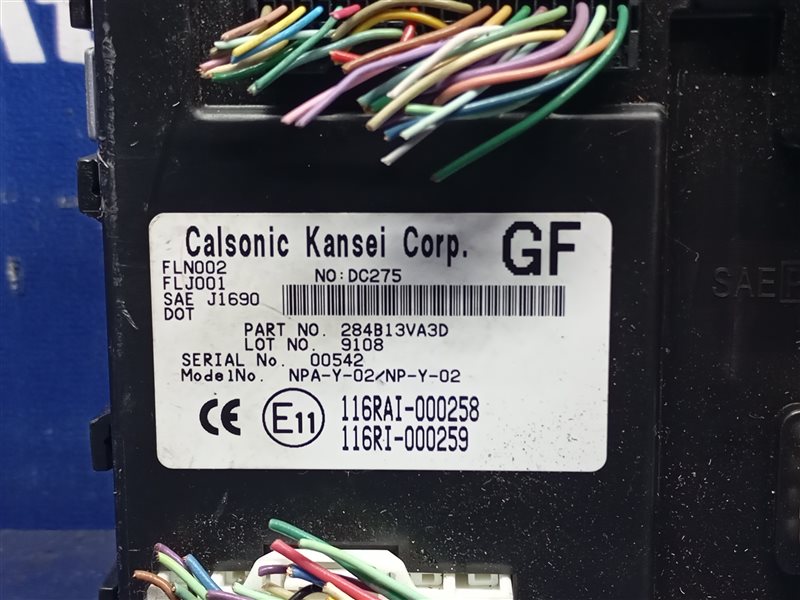 Calsonic Kansei Corp. GF
FLN002 NO:DC275
FLJ001
SAE J1690
DOT
PART NO. 284B13VA3D
LOT NO. 9108
SERIAL No. 00542
ModelNo. NPA-Y-02/NP-Y-02
CE E11 116RAI-000258
116RI-000259
SAE